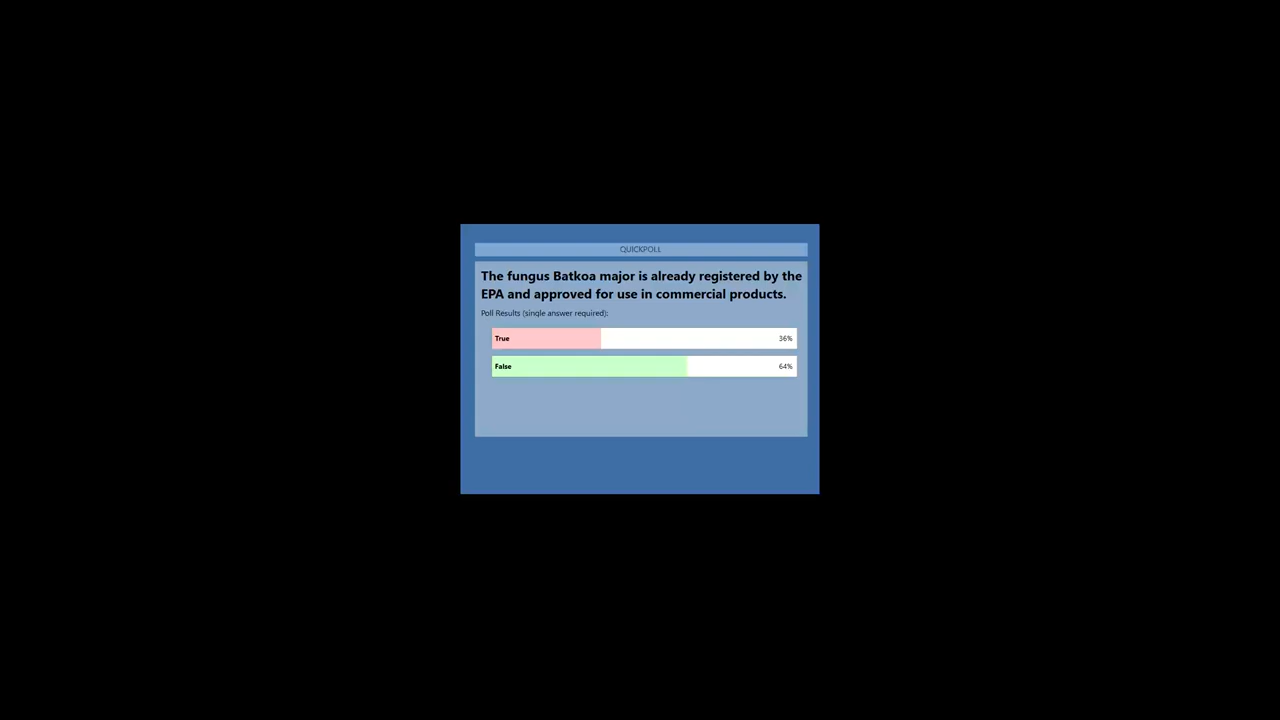 QUICKPOLL
The fungus Batkoa major is already registered by the
EPA and approved for use in commercial products.
Poll Results (single answer required):
True 36%
False 64%